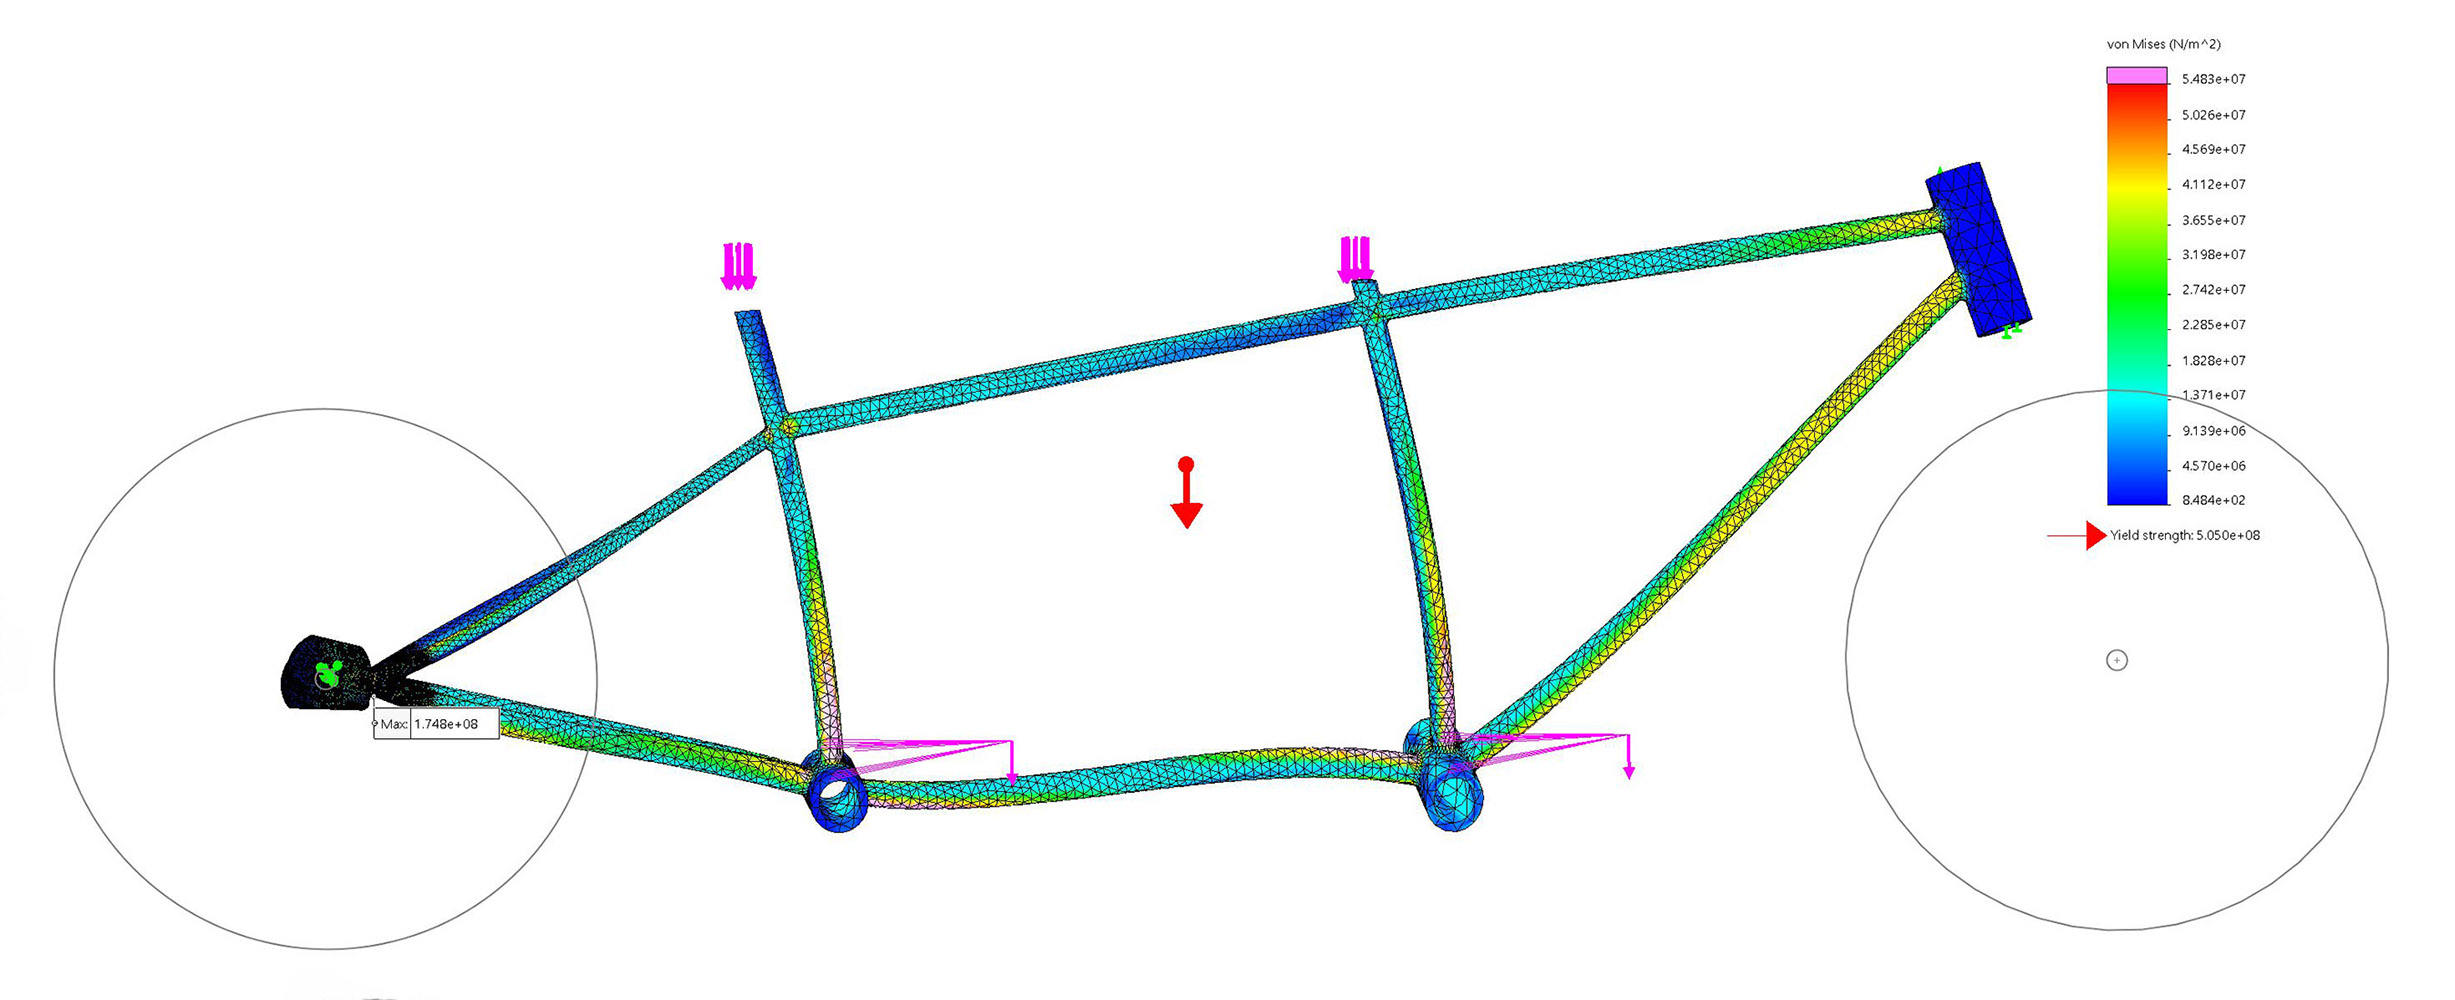 von Mises (N/m^2)
5.483e+07
5.026e+07
4.569e+07
4.112e+07
3.655e+07
3.198e+07
2.742e+07
2.285e+07
1.828e+07
1.371e+07
9.139e+06
4.570e+06
8.484e+02
Yield strength: 5.050e+08
Max: 1.748e+08